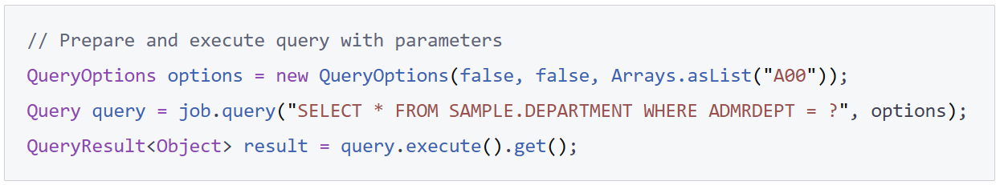 // Prepare and execute query with parameters
QueryOptions options = new QueryOptions(false, false, Arrays.asList("A00"));
Query query = job.query("SELECT * FROM SAMPLE.DEPARTMENT WHERE ADMRDEPT = ?", options);
QueryResult<Object> result = query.execute().get();